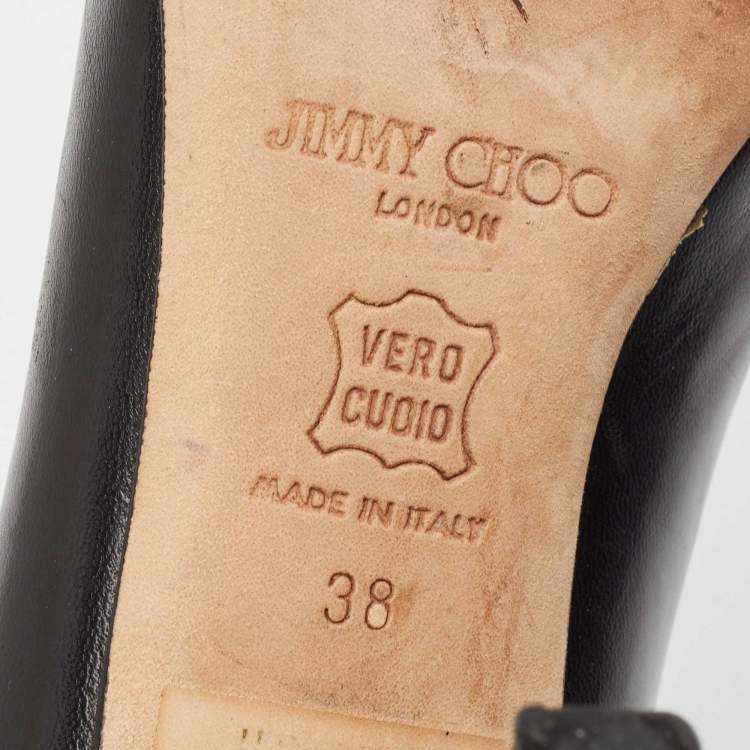 JIMMY CHOO
LONDON
VERO
CUOIO
MADE IN ITALY
38